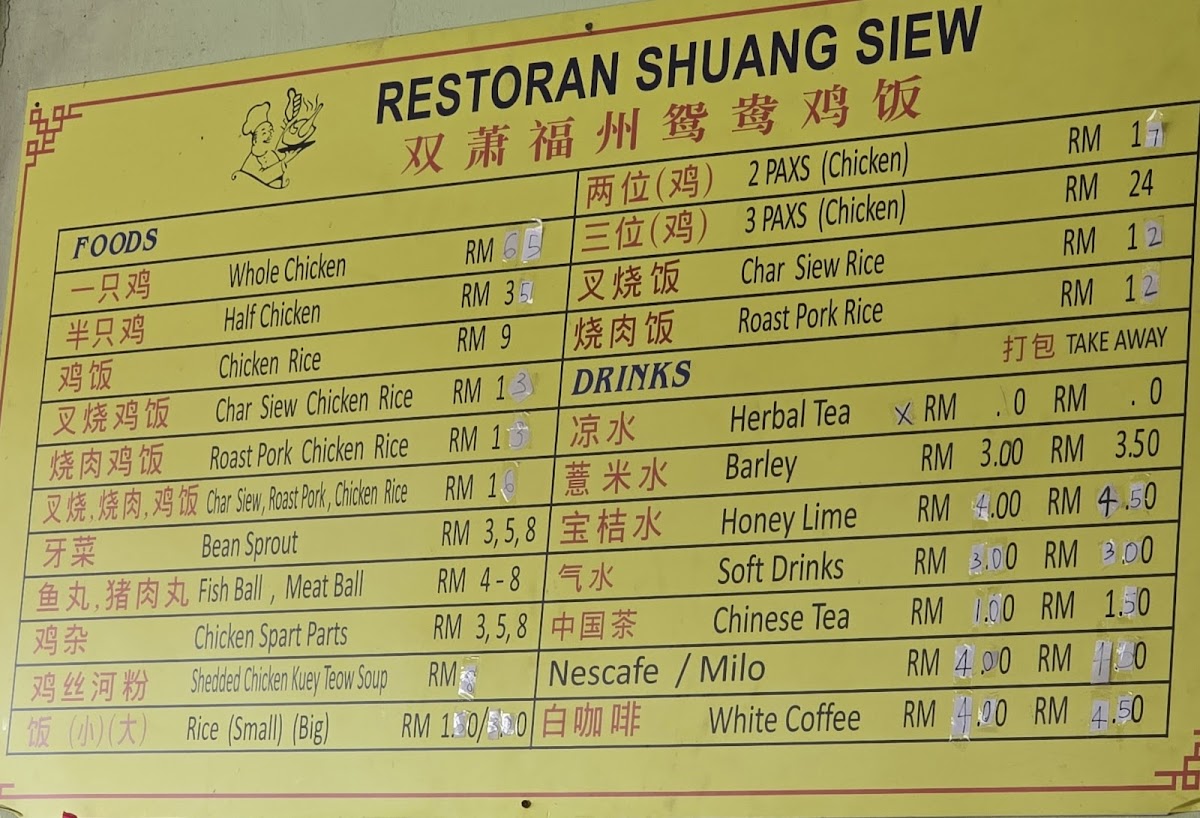 RESTORAN SHUANG SIEW
双萧福州鸳鸯鸡饭
FOODS
一只鸡 Whole Chicken RM 65
半只鸡 Half Chicken RM 35
鸡饭 Chicken Rice RM 9
叉烧鸡饭 Char Siew Chicken Rice RM 13
烧肉鸡饭 Roast Pork Chicken Rice RM 13
叉烧,烧肉,鸡饭 Char Siew, Roast Pork, Chicken Rice RM 16
牙菜 Bean Sprout RM 3,5,8
鱼丸,猪肉丸 Fish Ball , Meat Ball RM 4-8
鸡杂 Chicken Spart Parts RM 3,5,8
鸡丝河粉 Shedded Chicken Kuey Teow Soup RM 8
饭 (小)(大) Rice (Small) (Big) RM
两位(鸡) 2 PAXS (Chicken) RM 17
三位(鸡) 3 PAXS (Chicken) RM 24
叉烧饭 Char Siew Rice RM 12
烧肉饭 Roast Pork Rice RM 12
DRINKS 打包 TAKE AWAY
凉水 Herbal Tea X RM .0 RM .0
薏米水 Barley RM 3.00 RM 3.50
宝桔水 Honey Lime RM 4.00 RM 4.50
气水 Soft Drinks RM 3.00 RM 3.00
中国茶 Chinese Tea RM 1.00 RM 1.50
Nescafe / Milo RM 4.00 RM
白咖啡 White Coffee RM 4.00 RM 4.50